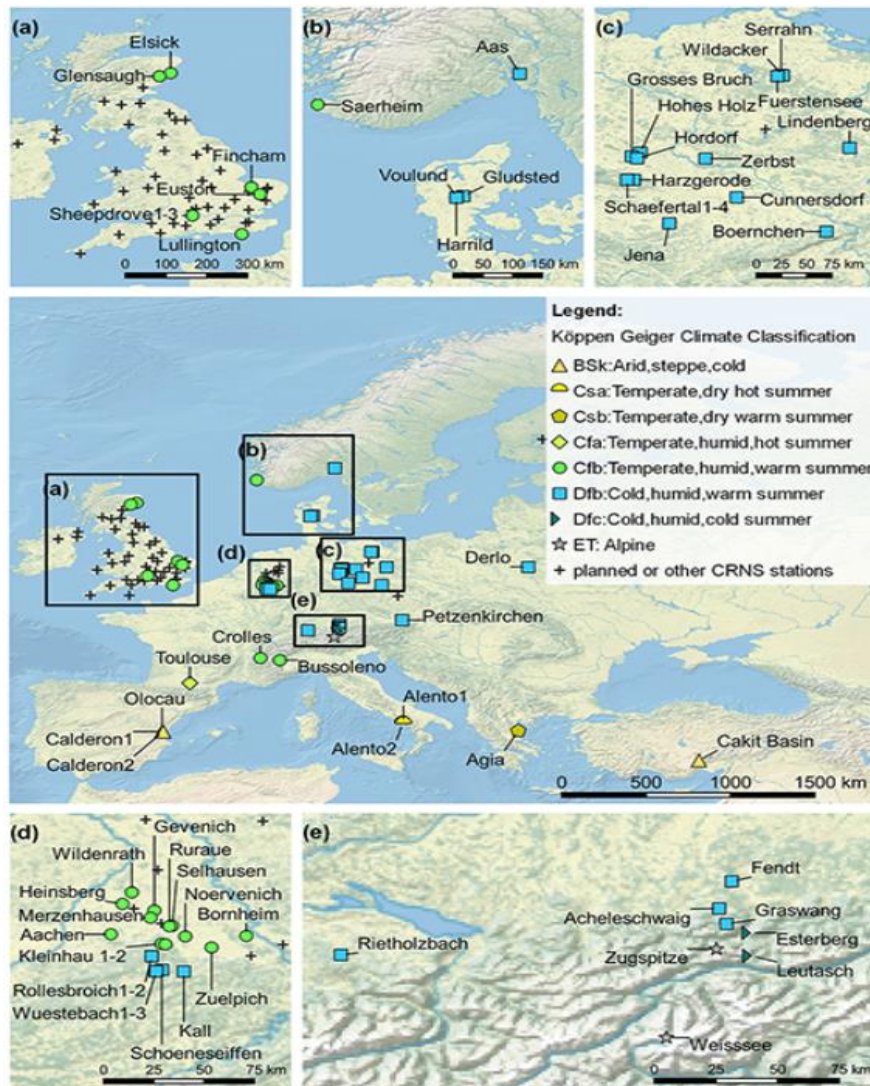 (a)
Elsick
Glensaugh
Fincham
Euston
Sheepdrove1-3
Lullington
0 100 200 300 km
(b)
Aas
Saerheim
Voulund
Gludsted
Harrild
0 50 100 150 km
(c)
Serrahn
Wildacker
Grosses Bruch
Fuerstensee
Hohes Holz
Lindenberg
Hordorf
Zerbst
Harzgerode
Schaefertal1-4
Cunnersdorf
Jena
Boernchen
0 25 50 75 km
Legend:
Köppen Geiger Climate Classification
BSk:Arid,steppe,cold
Csa:Temperate,dry hot summer
Csb:Temperate,dry warm summer
Cfa:Temperate,humid,hot summer
Cfb:Temperate,humid,warm summer
Dfb:Cold,humid,warm summer
Dfc:Cold,humid,cold summer
ET: Alpine
planned or other CRNS stations
(a)
(b)
(c)
(d)
(e)
Derlo
Petzenkirchen
Crolles
Toulouse
Bussoleno
Olocau
Alento1
Calderon1
Alento2
Calderon2
Agia
Cakit Basin
0 500 1000 1500 km
(d)
Gevenich
Wildenrath
Ruraue
Selhausen
Heinsberg
Noervenich
Merzenhausen
Bornheim
Aachen
Kleinhau 1-2
Rollesbroich1-2
Zuelpich
Wuestebach1-3
Kall
Schoeneseiffen
0 25 50 75 km
(e)
Fendt
Acheleschwaig
Graswang
Rietholzbach
Esterberg
Zugspitze
Leutasch
Weisssee
0 25 50 75 km